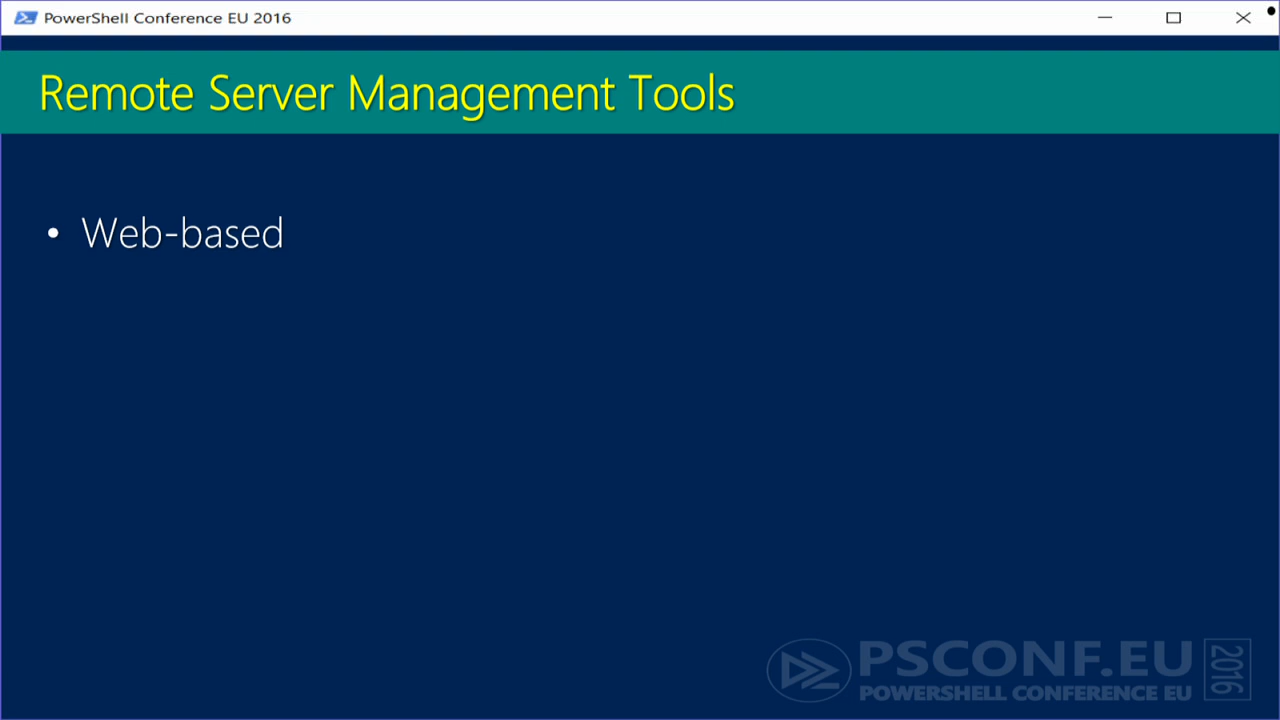 PowerShell Conference EU 2016
Remote Server Management Tools
• Web-based
PSCONF.EU
POWERSHELL CONFERENCE EU
2016